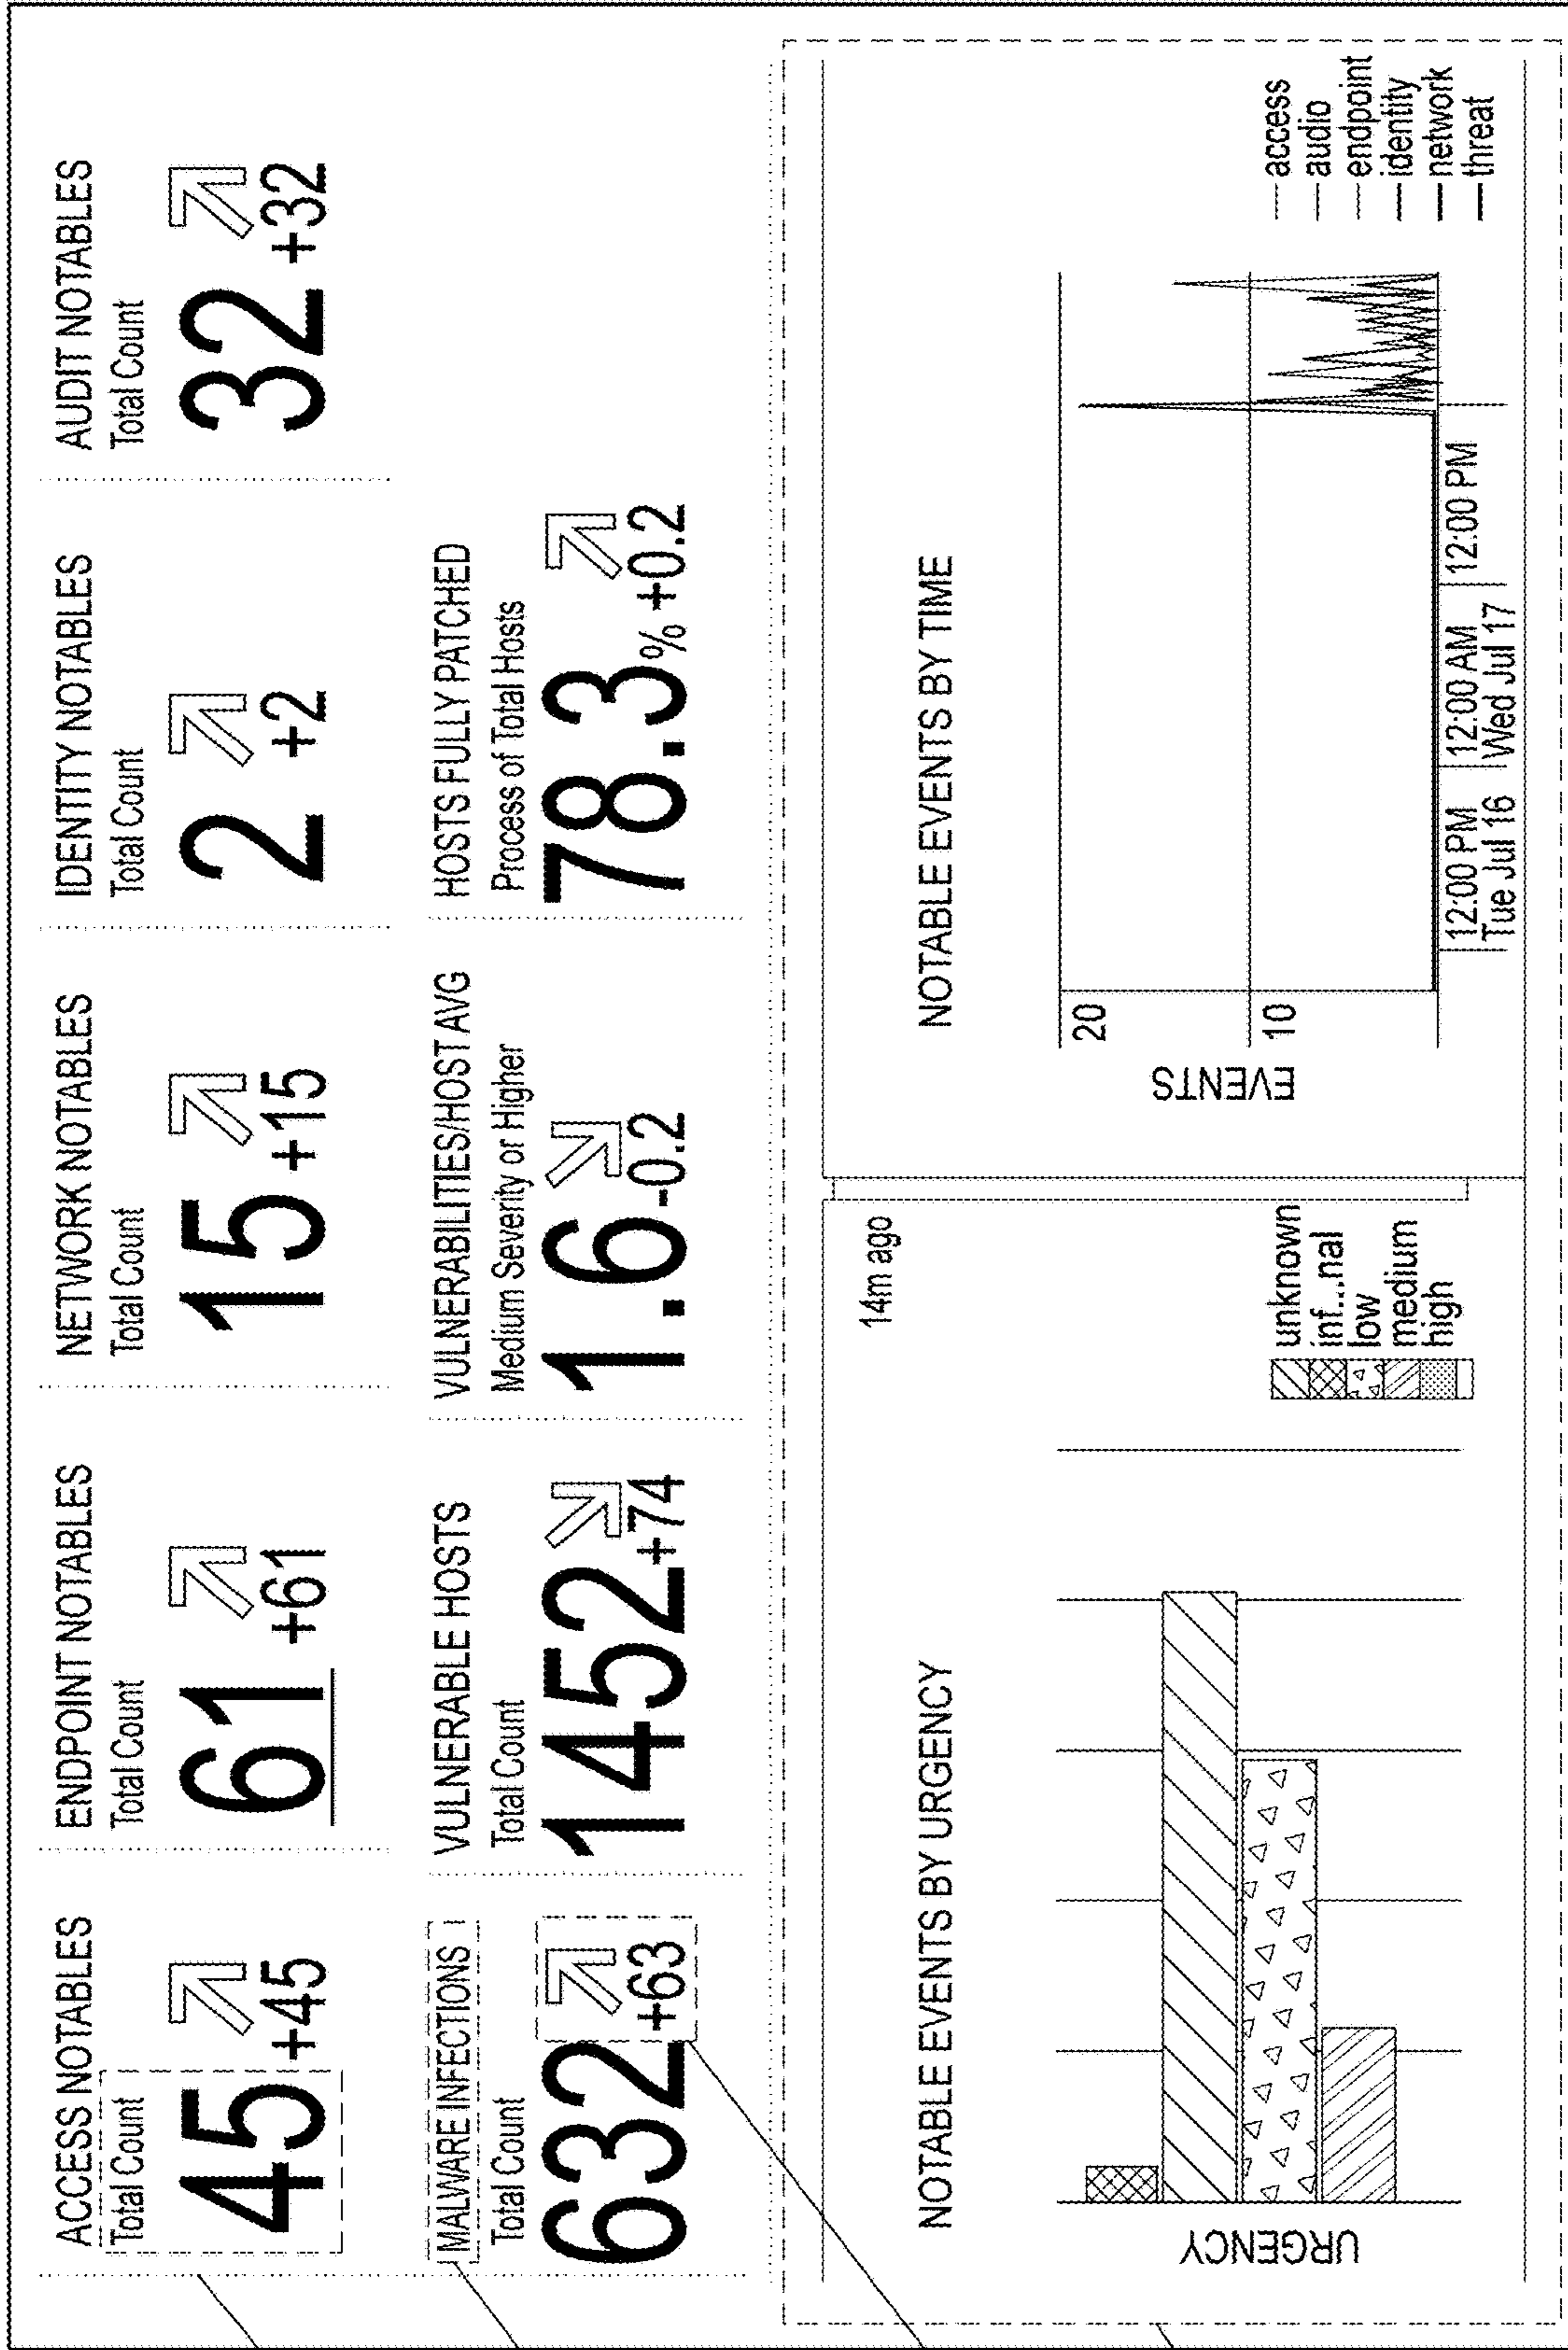 ACCESS NOTABLES
Total Count
45 +45
ENDPOINT NOTABLES
Total Count
61 +61
NETWORK NOTABLES
Total Count
15 +15
IDENTITY NOTABLES
Total Count
2 +2
AUDIT NOTABLES
Total Count
32 +32
MALWARE INFECTIONS
Total Count
632 +63
VULNERABLE HOSTS
Total Count
1452 +74
VULNERABILITIES/HOST AVG
Medium Severity or Higher
1.6 -0.2
HOSTS FULLY PATCHED
Process of Total Hosts
78.3% +0.2
14m ago
NOTABLE EVENTS BY URGENCY
URGENCY
unknown
inf...nal
low
medium
high
NOTABLE EVENTS BY TIME
EVENTS
20
10
12:00 PM
Tue Jul 16
12:00 AM
Wed Jul 17
12:00 PM
access
audio
endpoint
identity
network
threat